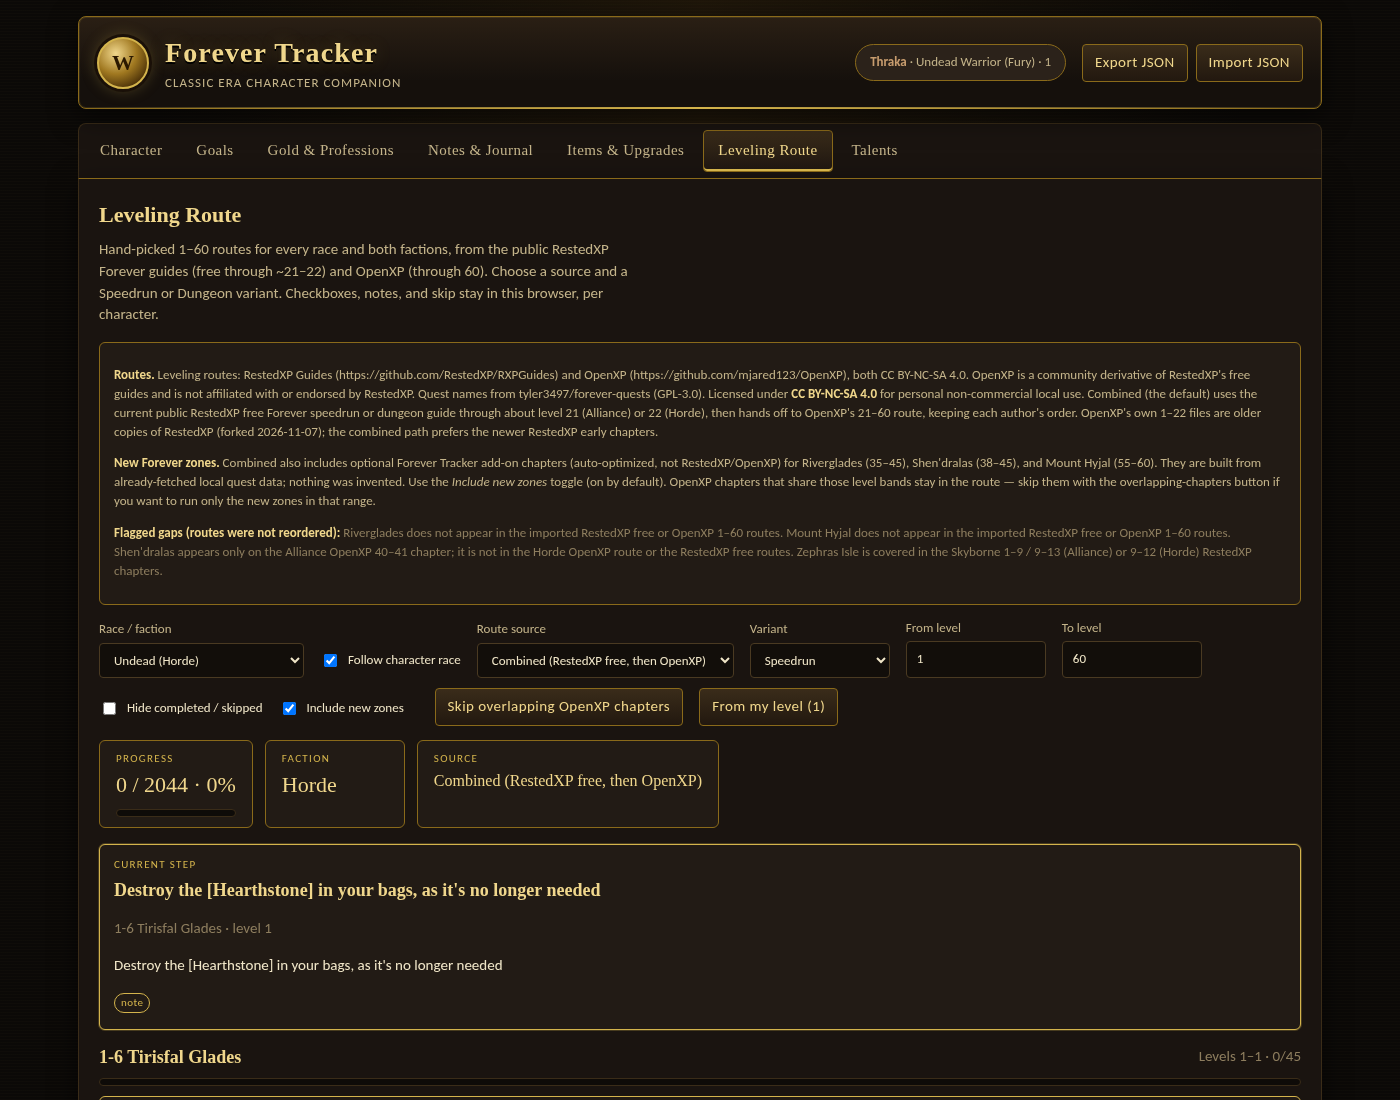 W
Forever Tracker
CLASSIC ERA CHARACTER COMPANION
Thraka · Undead Warrior (Fury) · 1
Export JSON
Import JSON
Character
Goals
Gold & Professions
Notes & Journal
Items & Upgrades
Leveling Route
Talents
Leveling Route
Hand-picked 1–60 routes for every race and both factions, from the public RestedXP
Forever guides (free through ~21–22) and OpenXP (through 60). Choose a source and a
Speedrun or Dungeon variant. Checkboxes, notes, and skip stay in this browser, per
character.
Routes. Leveling routes: RestedXP Guides (https://github.com/RestedXP/RXPGuides) and OpenXP (https://github.com/mjared123/OpenXP), both CC BY-NC-SA 4.0. OpenXP is a community derivative of RestedXP's free
guides and is not affiliated with or endorsed by RestedXP. Quest names from tyler3497/forever-quests (GPL-3.0). Licensed under CC BY-NC-SA 4.0 for personal non-commercial local use. Combined (the default) uses the
current public RestedXP free Forever speedrun or dungeon guide through about level 21 (Alliance) or 22 (Horde), then hands off to OpenXP's 21–60 route, keeping each author's order. OpenXP's own 1–22 files are older
copies of RestedXP (forked 2026-11-07); the combined path prefers the newer RestedXP early chapters.
New Forever zones. Combined also includes optional Forever Tracker add-on chapters (auto-optimized, not RestedXP/OpenXP) for Riverglades (35–45), Shen'dralas (38–45), and Mount Hyjal (55–60). They are built from
already-fetched local quest data; nothing was invented. Use the Include new zones toggle (on by default). OpenXP chapters that share those level bands stay in the route — skip them with the overlapping-chapters button if
you want to run only the new zones in that range.
Flagged gaps (routes were not reordered): Riverglades does not appear in the imported RestedXP free or OpenXP 1–60 routes. Mount Hyjal does not appear in the imported RestedXP free or OpenXP 1–60 routes.
Shen'dralas appears only on the Alliance OpenXP 40–41 chapter; it is not in the Horde OpenXP route or the RestedXP free routes. Zephras Isle is covered in the Skyborne 1–9 / 9–13 (Alliance) or 9–12 (Horde) RestedXP
chapters.
Race / faction
Undead (Horde)
Follow character race
Route source
Combined (RestedXP free, then OpenXP)
Variant
Speedrun
From level
1
To level
60
Hide completed / skipped
Include new zones
Skip overlapping OpenXP chapters
From my level (1)
PROGRESS
0 / 2044 · 0%
FACTION
Horde
SOURCE
Combined (RestedXP free, then OpenXP)
CURRENT STEP
Destroy the [Hearthstone] in your bags, as it's no longer needed
1-6 Tirisfal Glades · level 1
Destroy the [Hearthstone] in your bags, as it's no longer needed
note
1-6 Tirisfal Glades
Levels 1–1 · 0/45